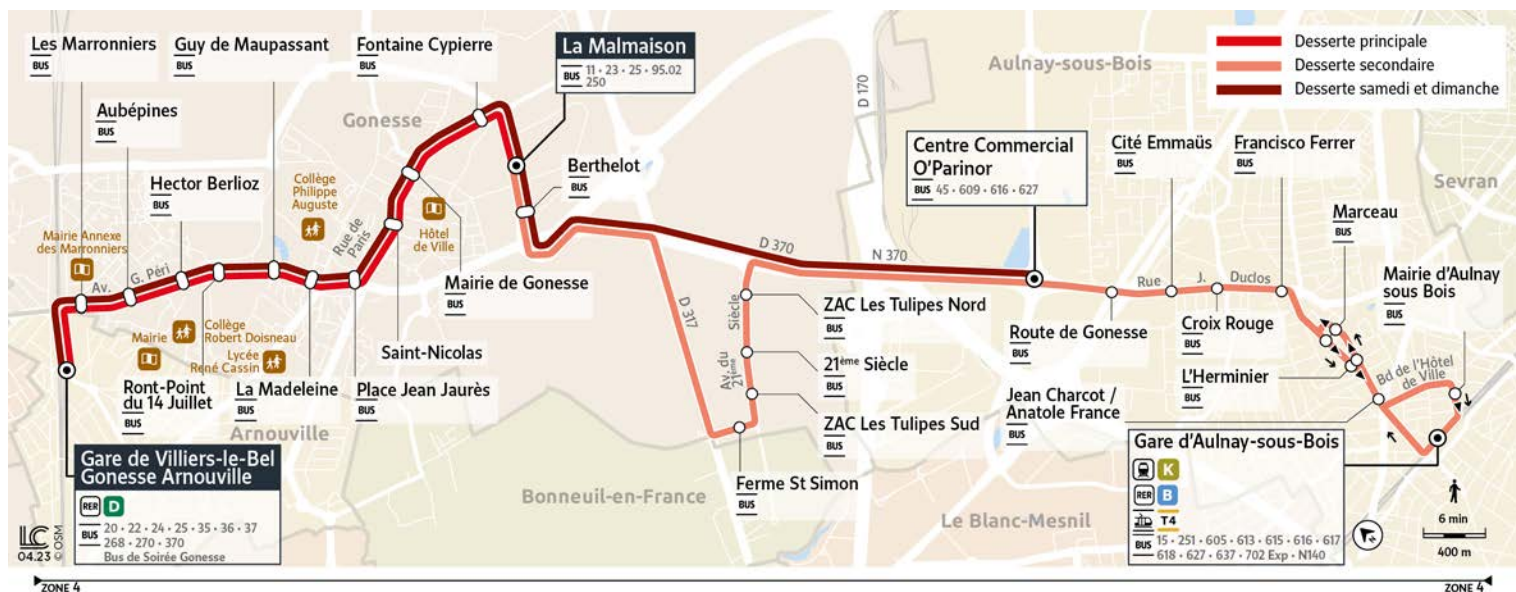 Les Marronniers
BUS
Aubépines
BUS
Guy de Maupassant
BUS
Hector Berlioz
BUS
Fontaine Cypierre
BUS
La Malmaison
BUS 11 • 23 • 25 • 95.02
250
Berthelot
BUS
Desserte principale
Desserte secondaire
Desserte samedi et dimanche
Gonesse
Aulnay-sous-Bois
Sevran
D 170
Centre Commercial
O'Parinor
BUS 45 • 609 • 616 • 627
Cité Emmaüs
BUS
Francisco Ferrer
BUS
Marceau
BUS
Mairie d'Aulnay
sous Bois
BUS
Collège
Philippe
Auguste
Hôtel
de Ville
Mairie Annexe
des Marronniers
Av. G. Péri
Rue de
Paris
Mairie de Gonesse
BUS
D 370
N 370
Rue J. Duclos
D 317
Av. du
21ème
Siècle
ZAC Les Tulipes Nord
BUS
21ème Siècle
BUS
ZAC Les Tulipes Sud
BUS
Ferme St Simon
BUS
Route de Gonesse
BUS
Croix Rouge
BUS
L'Herminier
BUS
Jean Charcot /
Anatole France
BUS
Bd de l'Hôtel
de Ville
Mairie
Collège
Robert Doisneau
Lycée
René Cassin
Ront-Point
du 14 Juillet
BUS
La Madeleine
BUS
Place Jean Jaurès
BUS
Saint-Nicolas
BUS
Arnouville
Bonneuil-en-France
Le Blanc-Mesnil
Gare de Villiers-le-Bel
Gonesse Arnouville
RER D
BUS 20 • 22 • 24 • 25 • 35 • 36 • 37
268 • 270 • 370
Bus de Soirée Gonesse
Gare d'Aulnay-sous-Bois
K
RER B
T4
BUS 15 • 251 • 605 • 613 • 615 • 616 • 617
618 • 627 • 637 • 702 Exp • N140
6 min
400 m
LC
04.23
© OSM
ZONE 4
ZONE 4